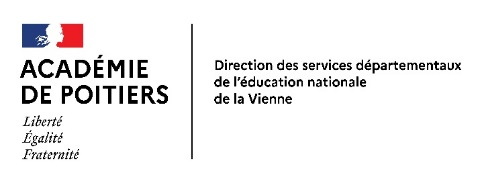 ACADÉMIE
DE POITIERS
Liberté
Égalité
Fraternité
Direction des services départementaux
de l'éducation nationale
de la Vienne